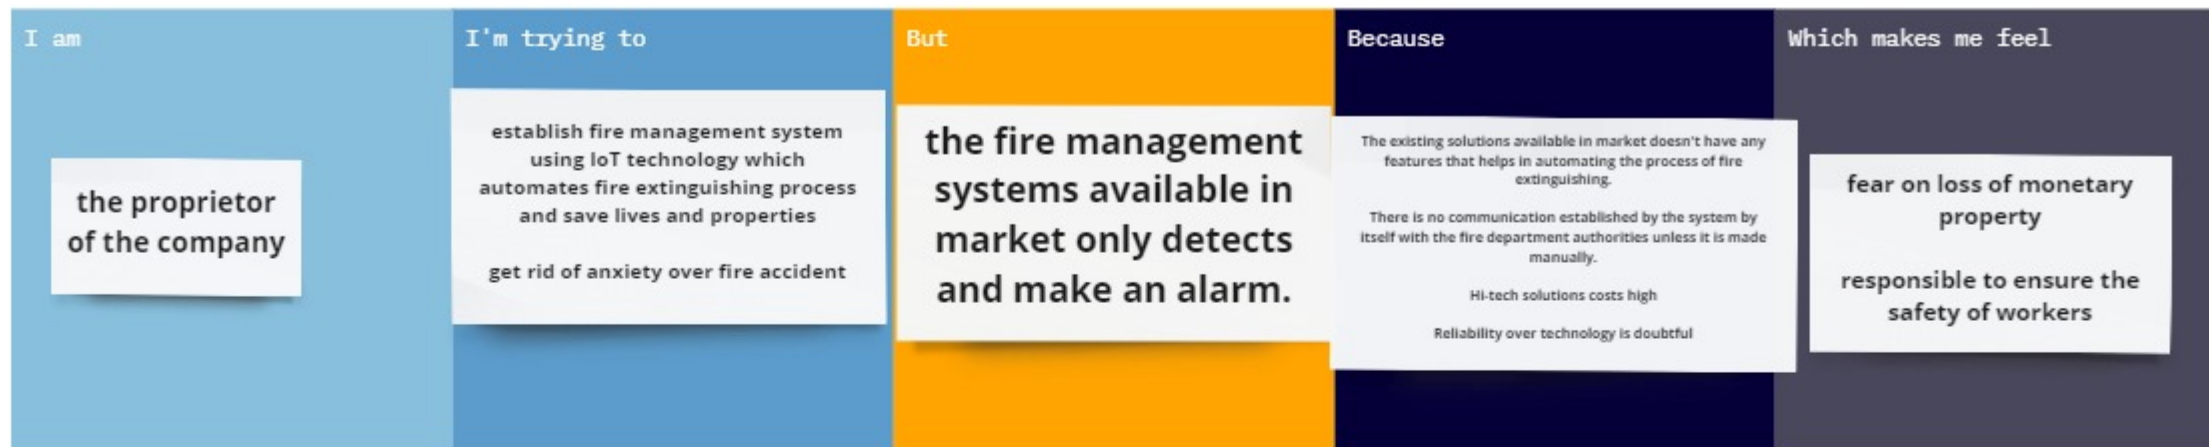 I am
the proprietor
of the company
I'm trying to
establish fire management system
using IoT technology which
automates fire extinguishing process
and save lives and properties
get rid of anxiety over fire accident
But
the fire management
systems available in
market only detects
and make an alarm.
Because
The existing solutions available in market doesn't have any
features that helps in automating the process of fire
extinguishing.
There is no communication established by the system by
itself with the fire department authorities unless it is made
manually.
Hi-tech solutions costs high
Reliability over technology is doubtful
Which makes me feel
fear on loss of monetary
property
responsible to ensure the
safety of workers